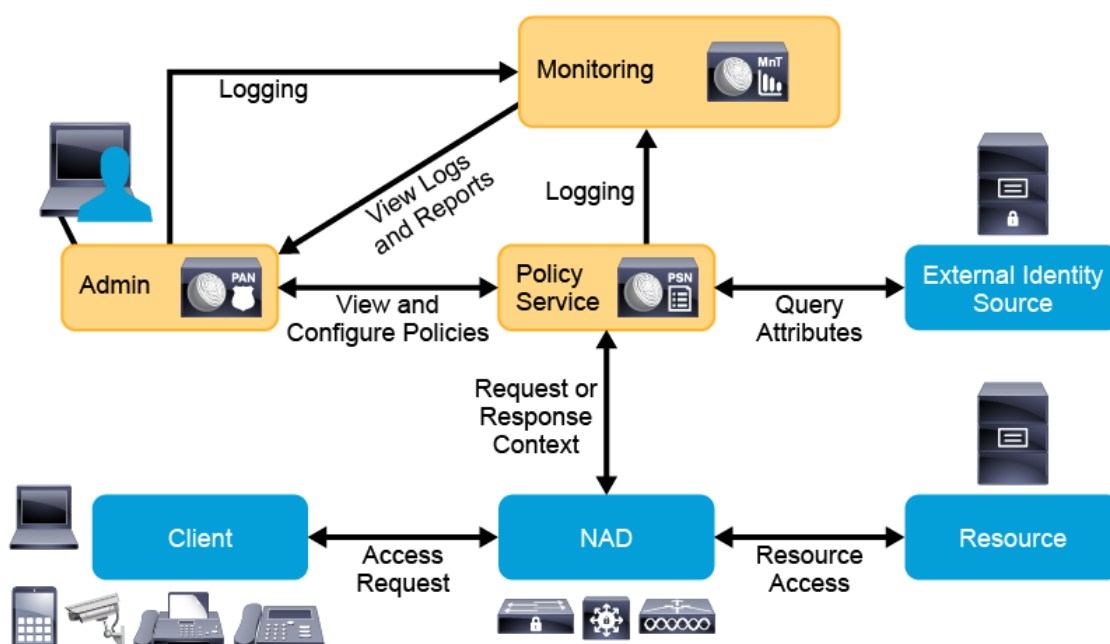 Monitoring
MnT
Logging
View Logs
and Reports
Logging
Admin
PAN
Policy
Service
PSN
External Identity
Source
View and
Configure Policies
Query
Attributes
Request or
Response
Context
Client
NAD
Resource
Access
Request
Resource
Access